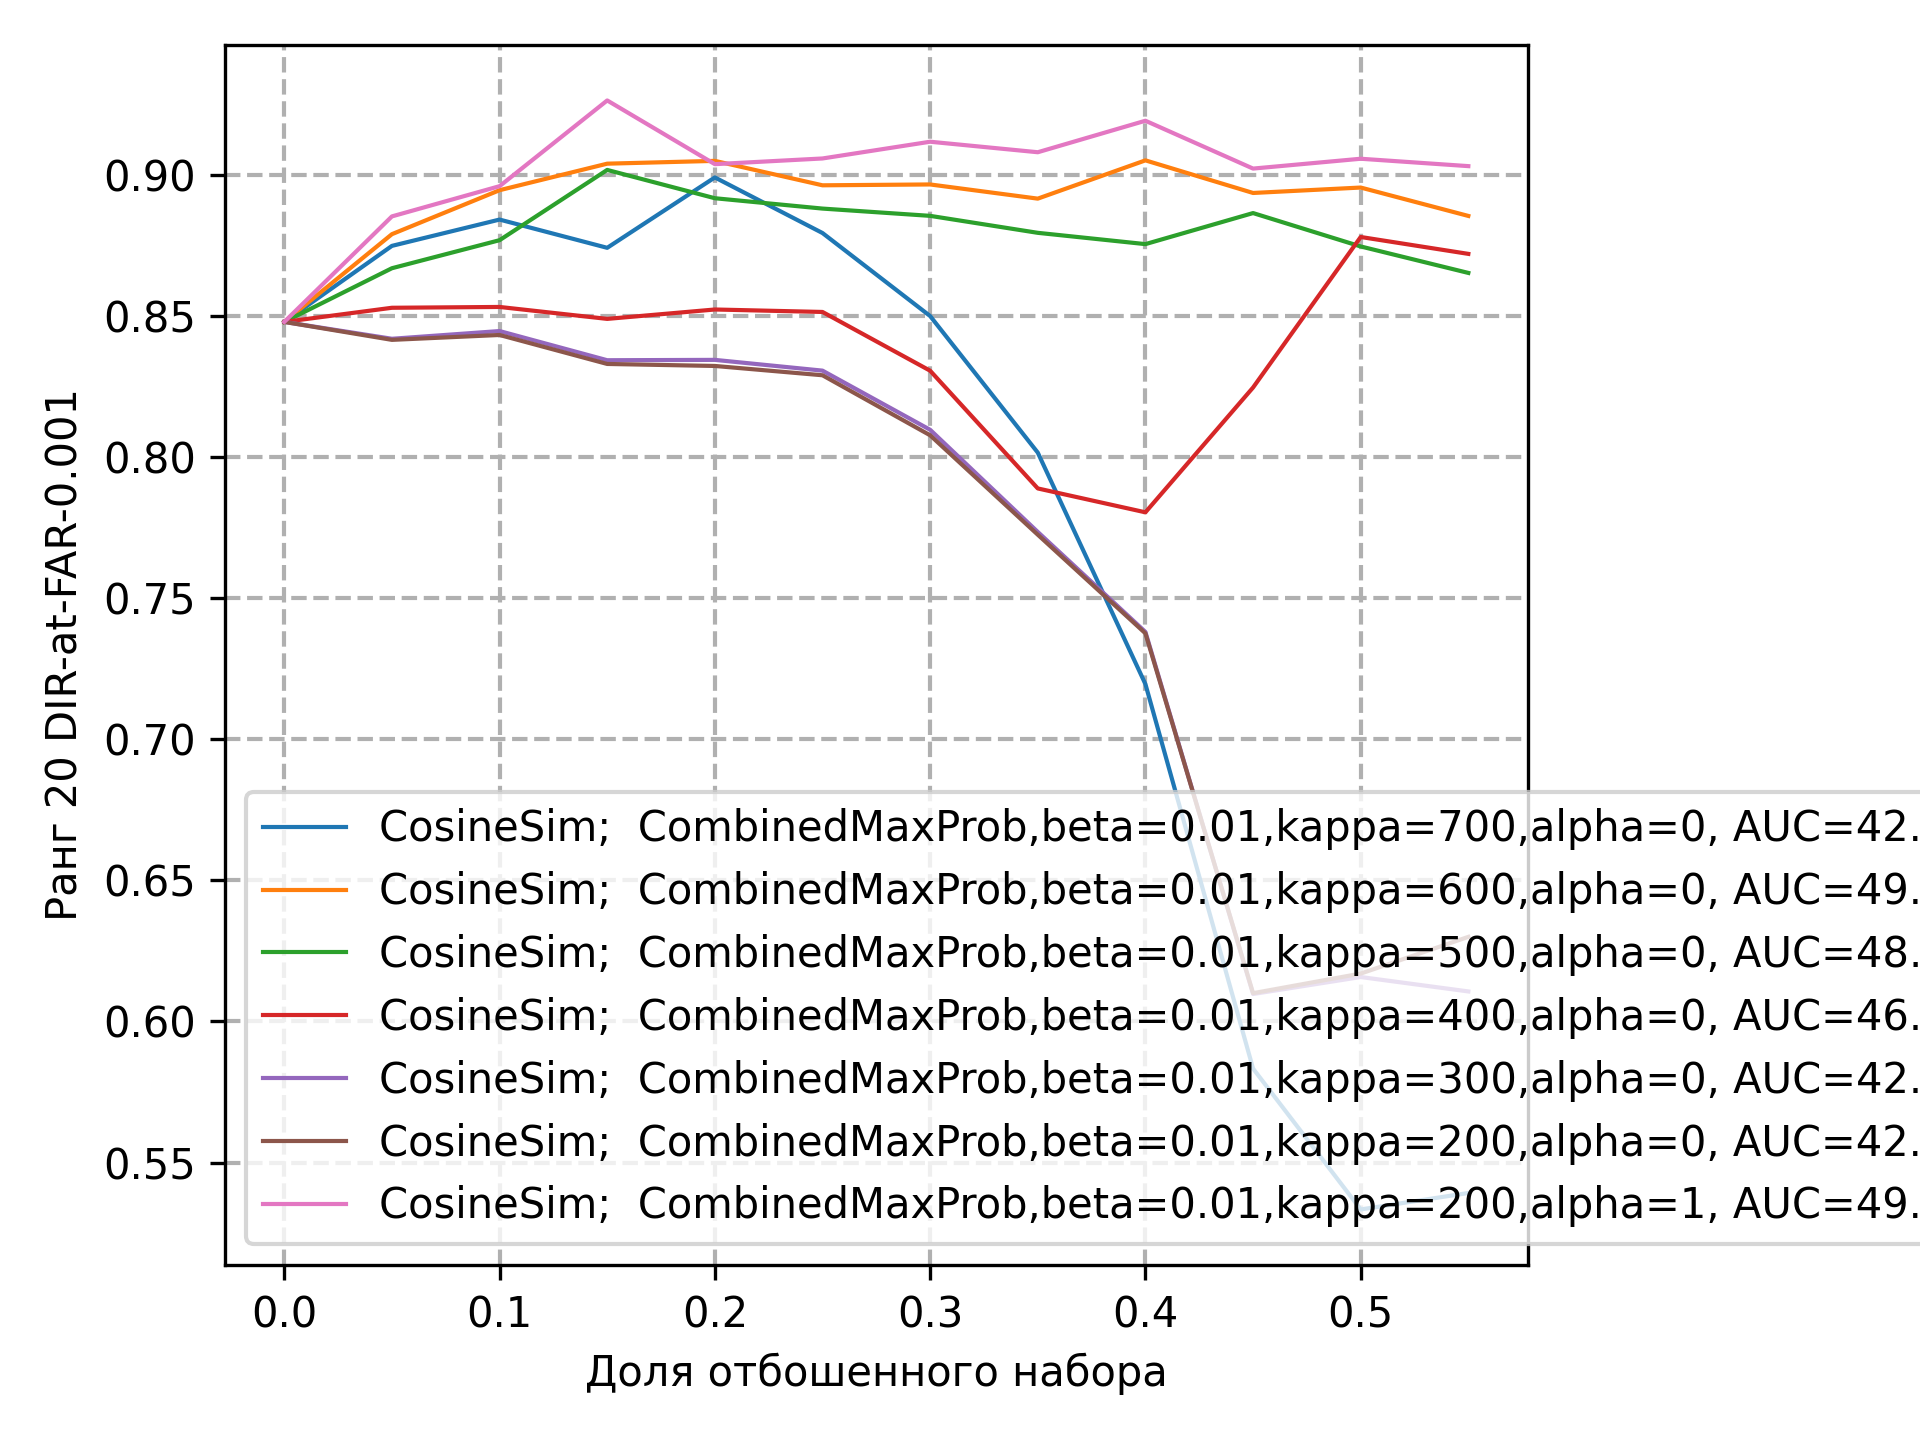 Ранг 20 DIR-at-FAR-0.001
0.90
0.85
0.80
0.75
0.70
0.65
0.60
0.55
CosineSim;  CombinedMaxProb,beta=0.01,kappa=700,alpha=0, AUC=42.
CosineSim;  CombinedMaxProb,beta=0.01,kappa=600,alpha=0, AUC=49.
CosineSim;  CombinedMaxProb,beta=0.01,kappa=500,alpha=0, AUC=48.
CosineSim;  CombinedMaxProb,beta=0.01,kappa=400,alpha=0, AUC=46.
CosineSim;  CombinedMaxProb,beta=0.01,kappa=300,alpha=0, AUC=42.
CosineSim;  CombinedMaxProb,beta=0.01,kappa=200,alpha=0, AUC=42.
CosineSim;  CombinedMaxProb,beta=0.01,kappa=200,alpha=1, AUC=49.
0.0 0.1 0.2 0.3 0.4 0.5
Доля отбошенного набора